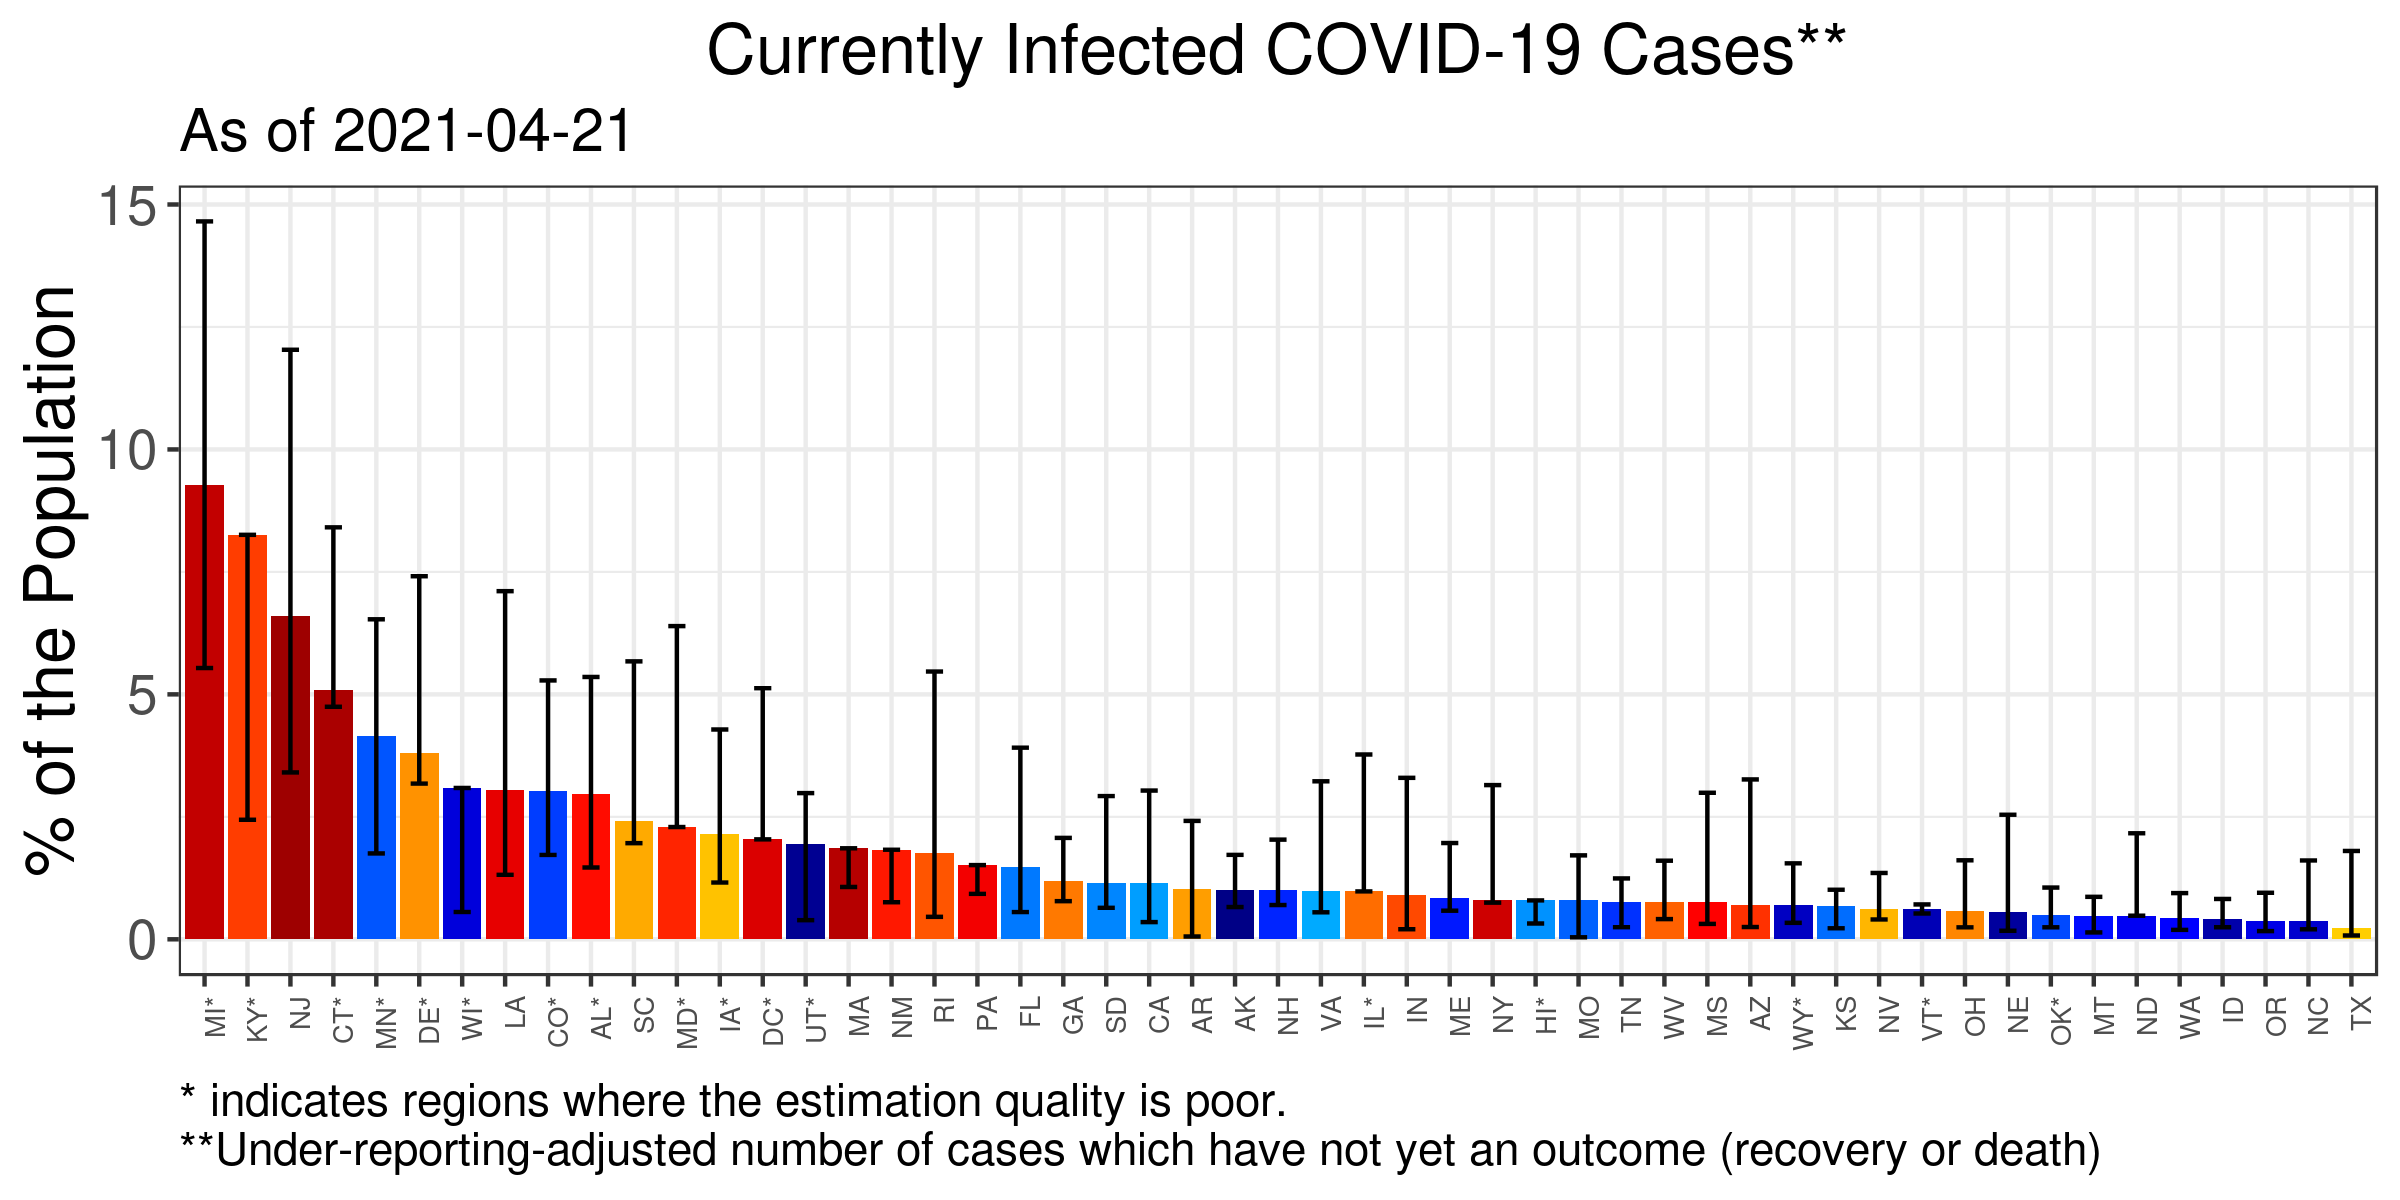 Currently Infected COVID-19 Cases**
As of 2021-04-21
% of the Population
15
10
5
0
MI* KY* NJ CT* MN* DE* WI* LA CO* AL* SC MD* IA* DC* UT* MA NM RI PA FL GA SD CA AR AK NH VA IL* IN ME NY HI* MO TN WV MS AZ WY* KS NV VT* OH NE OK* MT ND WA ID OR NC TX
* indicates regions where the estimation quality is poor.
**Under-reporting-adjusted number of cases which have not yet an outcome (recovery or death)